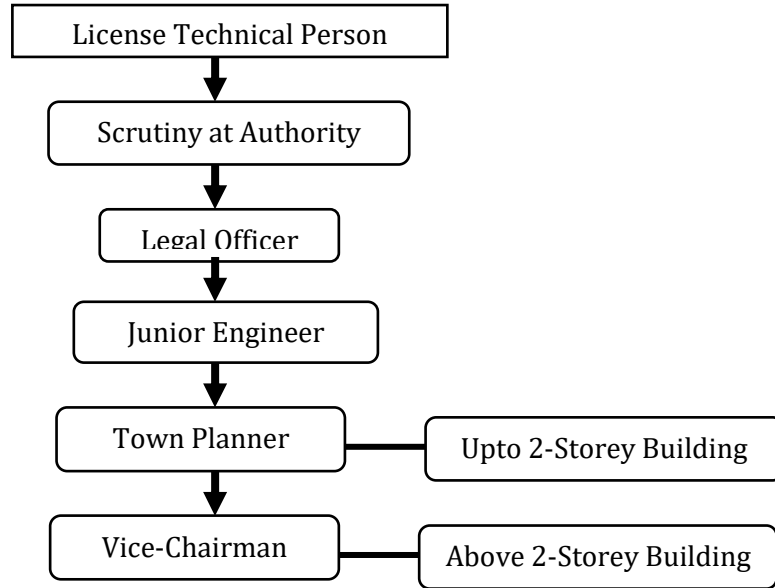 License Technical Person
Scrutiny at Authority
Legal Officer
Junior Engineer
Town Planner
Upto 2-Storey Building
Vice-Chairman
Above 2-Storey Building